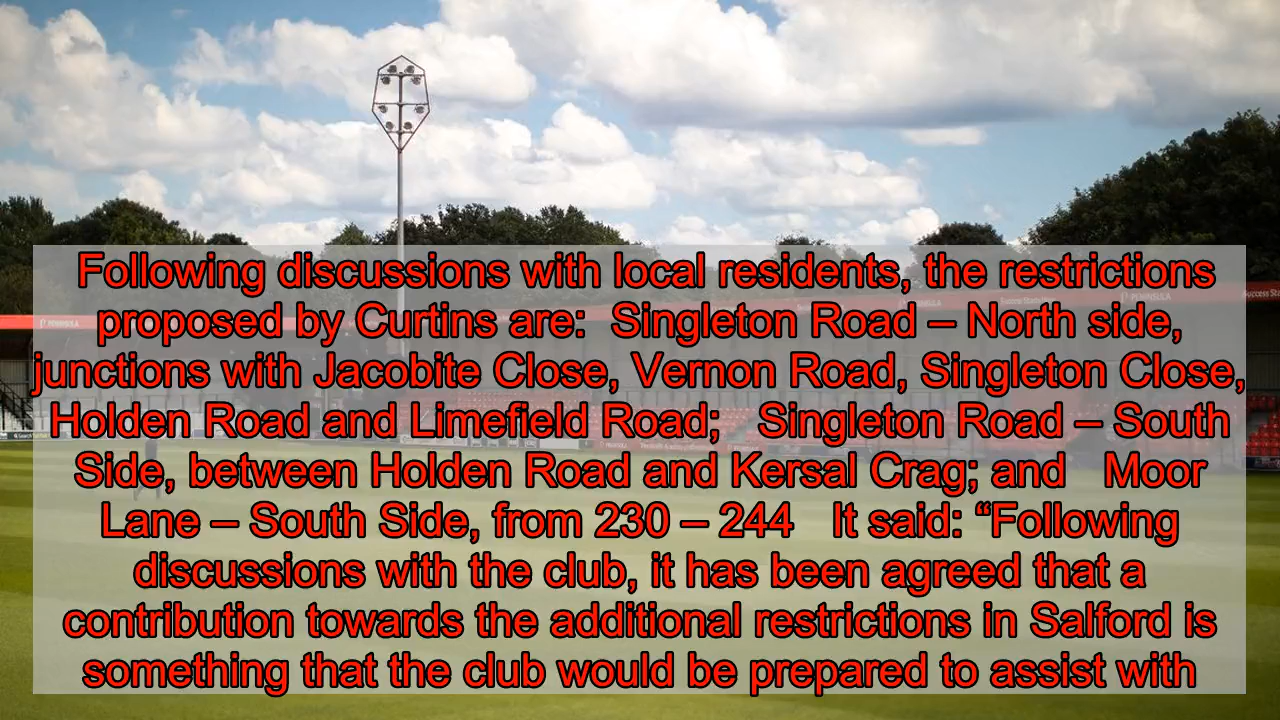 Following discussions with local residents, the restrictions
proposed by Curtins are:  Singleton Road – North side,
junctions with Jacobite Close, Vernon Road, Singleton Close,
Holden Road and Limefield Road;   Singleton Road – South
Side, between Holden Road and Kersal Crag; and   Moor
Lane – South Side, from 230 – 244   It said: “Following
discussions with the club, it has been agreed that a
contribution towards the additional restrictions in Salford is
something that the club would be prepared to assist with